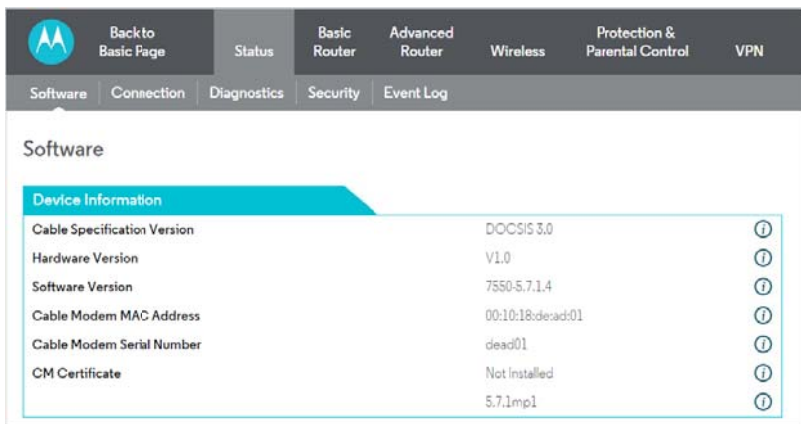 Back to Basic Page Status Basic Router Advanced Router Wireless Protection & Parental Control VPN
Software Connection Diagnostics Security Event Log
Software
Device Information
Cable Specification Version DOCSIS 3.0
Hardware Version V1.0
Software Version 7550-5.7.1.4
Cable Modem MAC Address 00:10:18:de:ad:01
Cable Modem Serial Number dead01
CM Certificate Not Installed
5.7.1mp1